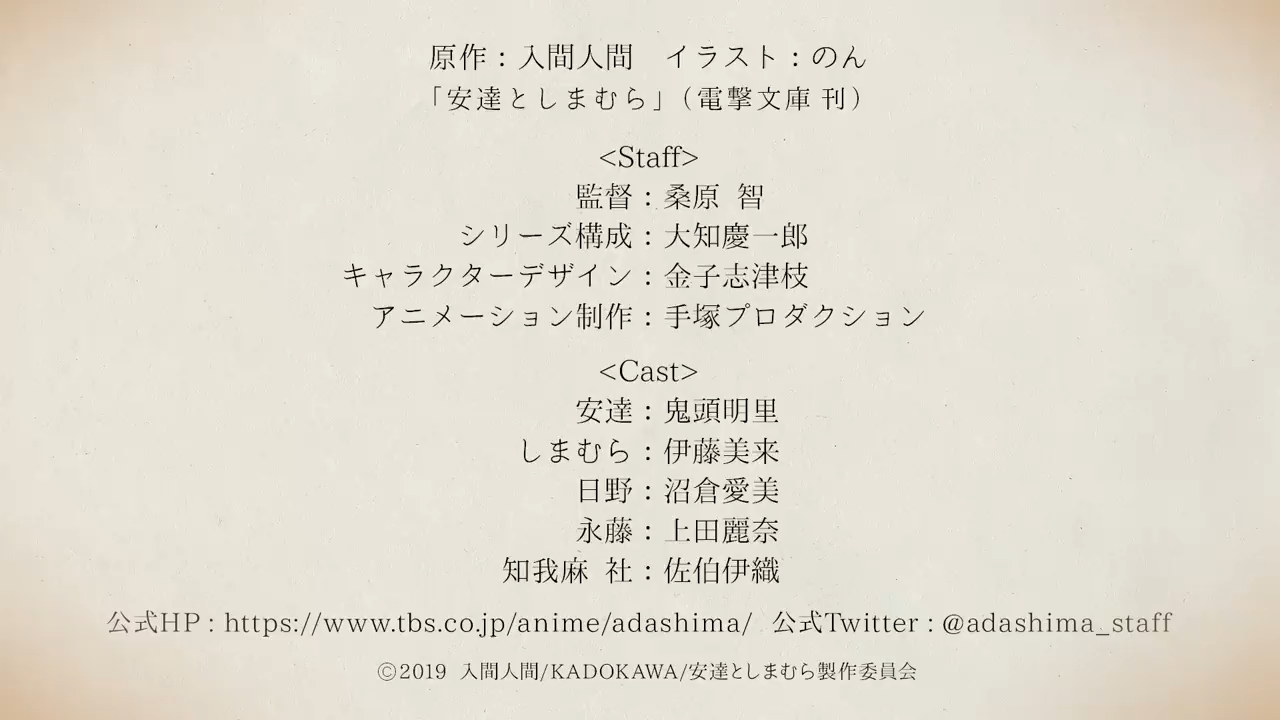 原作：入間人間　イラスト：のん
「安達としまむら」（電撃文庫 刊）
<Staff>
監督：桑原 智
シリーズ構成：大知慶一郎
キャラクターデザイン：金子志津枝
アニメーション制作：手塚プロダクション
<Cast>
安達：鬼頭明里
しまむら：伊藤美来
日野：沼倉愛美
永藤：上田麗奈
知我麻 社：佐伯伊織
公式HP : https://www.tbs.co.jp/anime/adashima/ 公式Twitter : @adashima_staff
©2019 入間人間/KADOKAWA/安達としまむら製作委員会